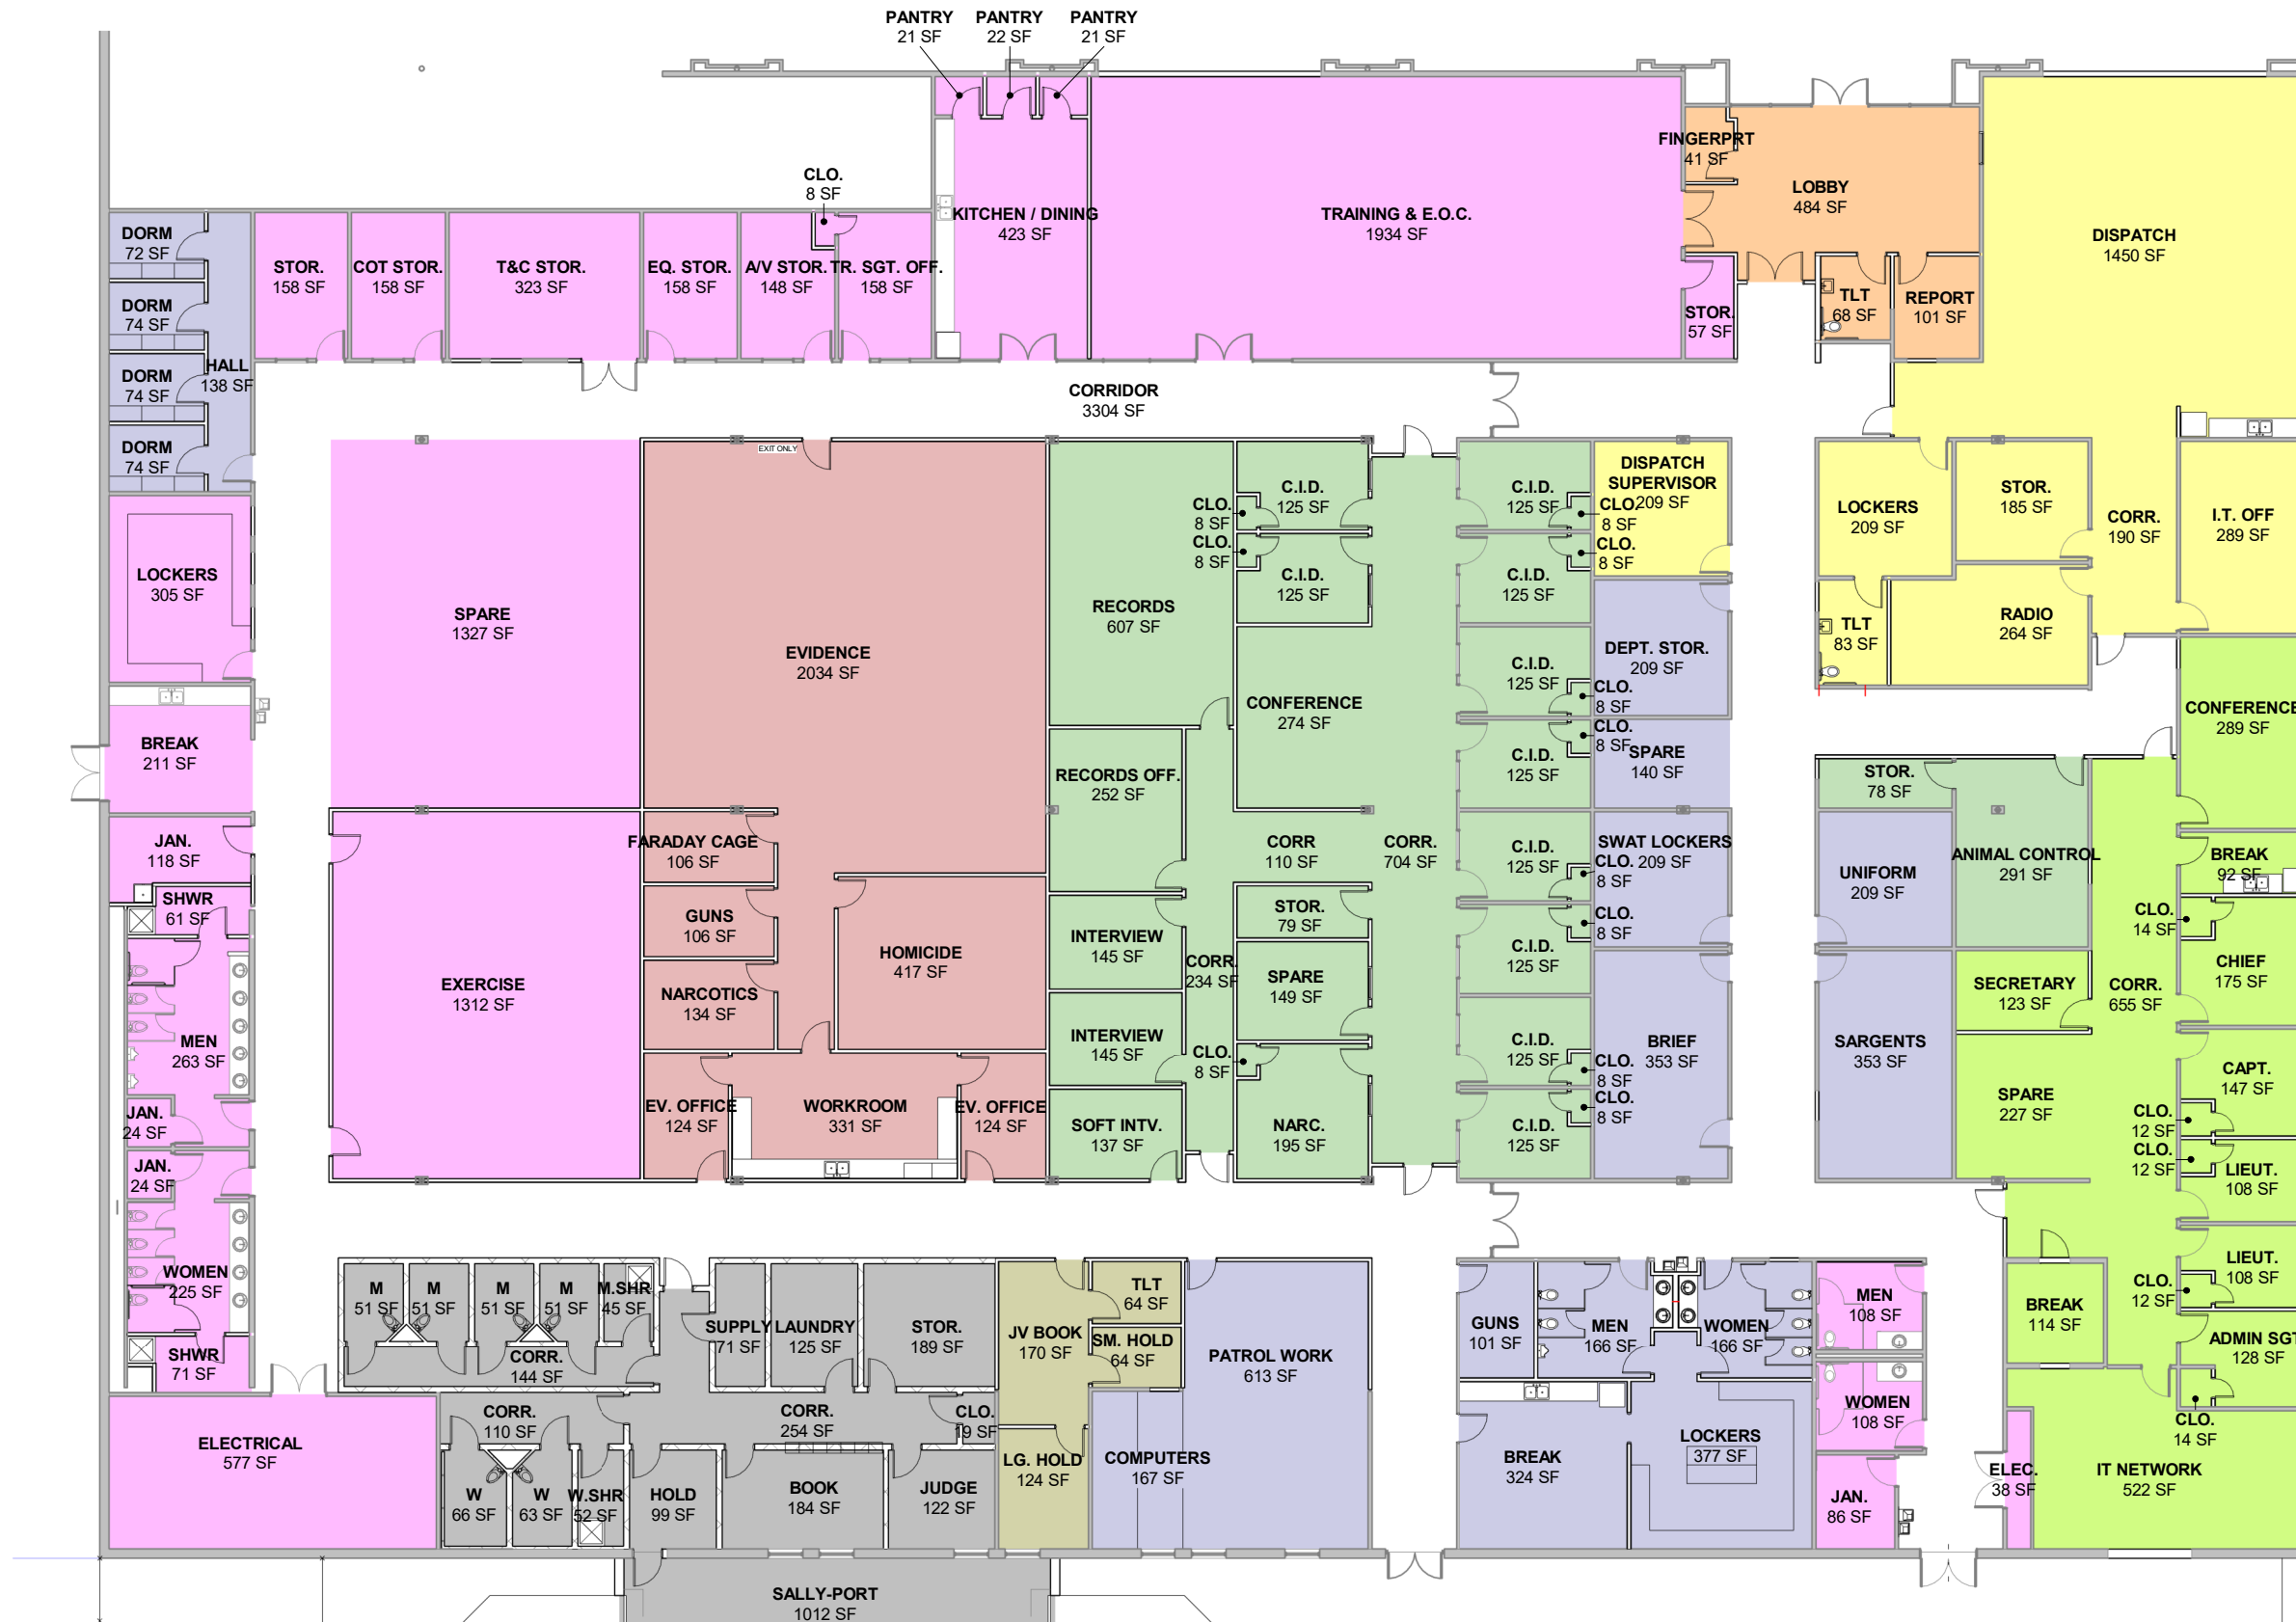 PANTRY
21 SF
PANTRY
22 SF
PANTRY
21 SF
FINGERPRT
41 SF
LOBBY
484 SF
CLO.
8 SF
KITCHEN / DINING
423 SF
TRAINING & E.O.C.
1934 SF
DISPATCH
1450 SF
DORM
72 SF
STOR.
158 SF
COT STOR.
158 SF
T&C STOR.
323 SF
EQ. STOR.
158 SF
A/V STOR.
148 SF
TR. SGT. OFF.
158 SF
TLT
68 SF
REPORT
101 SF
STOR.
57 SF
DORM
74 SF
HALL
138 SF
DORM
74 SF
CORRIDOR
3304 SF
DORM
74 SF
EXIT ONLY
C.I.D.
125 SF
CLO.
8 SF
CLO.
8 SF
C.I.D.
125 SF
C.I.D.
125 SF
CLO.
8 SF
DISPATCH
SUPERVISOR
209 SF
CLO.
8 SF
C.I.D.
125 SF
LOCKERS
209 SF
STOR.
185 SF
CORR.
190 SF
I.T. OFF
289 SF
LOCKERS
305 SF
SPARE
1327 SF
EVIDENCE
2034 SF
RECORDS
607 SF
TLT
83 SF
RADIO
264 SF
C.I.D.
125 SF
CLO.
8 SF
DEPT. STOR.
209 SF
CONFERENCE
274 SF
CONFERENCE
289 SF
BREAK
211 SF
RECORDS OFF.
252 SF
C.I.D.
125 SF
CLO.
8 SF
SPARE
140 SF
STOR.
78 SF
JAN.
118 SF
FARADAY CAGE
106 SF
CORR
110 SF
CORR.
704 SF
C.I.D.
125 SF
SWAT LOCKERS
209 SF
CLO.
8 SF
UNIFORM
209 SF
ANIMAL CONTROL
291 SF
BREAK
92 SF
SHWR
61 SF
GUNS
106 SF
INTERVIEW
145 SF
STOR.
79 SF
CLO.
8 SF
C.I.D.
125 SF
CLO.
14 SF
HOMICIDE
417 SF
CORR.
234 SF
SPARE
149 SF
CHIEF
175 SF
EXERCISE
1312 SF
NARCOTICS
134 SF
SECRETARY
123 SF
CORR.
655 SF
MEN
263 SF
INTERVIEW
145 SF
CLO.
8 SF
C.I.D.
125 SF
CLO.
8 SF
BRIEF
353 SF
SARGENTS
353 SF
CAPT.
147 SF
JAN.
24 SF
EV. OFFICE
124 SF
WORKROOM
331 SF
EV. OFFICE
124 SF
SOFT INTV.
137 SF
NARC.
195 SF
C.I.D.
125 SF
CLO.
8 SF
SPARE
227 SF
CLO.
12 SF
CLO.
12 SF
LIEUT.
108 SF
JAN.
24 SF
WOMEN
225 SF
M
51 SF
M
51 SF
M
51 SF
M
51 SF
M.SHR
45 SF
SUPPLY
71 SF
LAUNDRY
125 SF
STOR.
189 SF
JV BOOK
170 SF
TLT
64 SF
SM. HOLD
64 SF
PATROL WORK
613 SF
GUNS
101 SF
MEN
166 SF
WOMEN
166 SF
MEN
108 SF
BREAK
114 SF
CLO.
12 SF
LIEUT.
108 SF
ADMIN SGT
128 SF
SHWR
71 SF
CORR.
144 SF
ELECTRICAL
577 SF
CORR.
110 SF
CORR.
254 SF
CLO.
19 SF
WOMEN
108 SF
CLO.
14 SF
LG. HOLD
124 SF
COMPUTERS
167 SF
BREAK
324 SF
LOCKERS
377 SF
W
66 SF
W
63 SF
W.SHR
52 SF
HOLD
99 SF
BOOK
184 SF
JUDGE
122 SF
JAN.
86 SF
ELEC.
38 SF
IT NETWORK
522 SF
SALLY-PORT
1012 SF